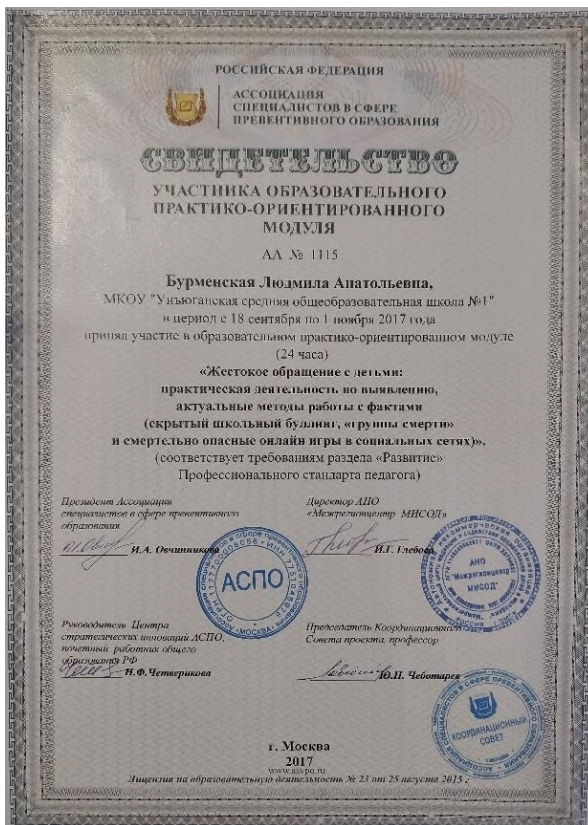 РОССИЙСКАЯ ФЕДЕРАЦИЯ
АССОЦИАЦИЯ
СПЕЦИАЛИСТОВ В СФЕРЕ
ПРЕВЕНТИВНОГО ОБРАЗОВАНИЯ
СВИДЕТЕЛЬСТВО
УЧАСТНИКА ОБРАЗОВАТЕЛЬНОГО
ПРАКТИКО-ОРИЕНТИРОВАННОГО
МОДУЛЯ
АА № 1115
Бурменская Людмила Анатольевна,
МКОУ "Унъюганская средняя общеобразовательная школа №1"
в период с 18 сентября по 1 ноября 2017 года
принял участие в образовательном практико-ориентированном модуле
(24 часа)
«Жестокое обращение с детьми:
практическая деятельность по выявлению,
актуальные методы работы с фактами
(скрытый школьный буллинг, «группы смерти»
и смертельно опасные онлайн игры в социальных сетях)».
(соответствует требованиям раздела «Развитие»
Профессионального стандарта педагога)
Президент Ассоциации
специалистов в сфере превентивного
образования
И.А. Овчинникова
Директор АНО
«Межрегионцентр МИСОД»
И.Г. Глебова
АСПО
МОСКВА
АНО
"Межрегионцентр
МИСОД"
Руководитель Центра
стратегических инноваций АСПО,
почетный работник общего
образования РФ
Н.Ф.Четверикова
Председатель Координационного
Совета проекта, профессор
Ю.Н. Чеботарев
КООРДИНАЦИОННЫЙ
СОВЕТ
г. Москва
2017
www.aspo.ru
Лицензия на образовательную деятельность № 23 от 25 августа 2015 г